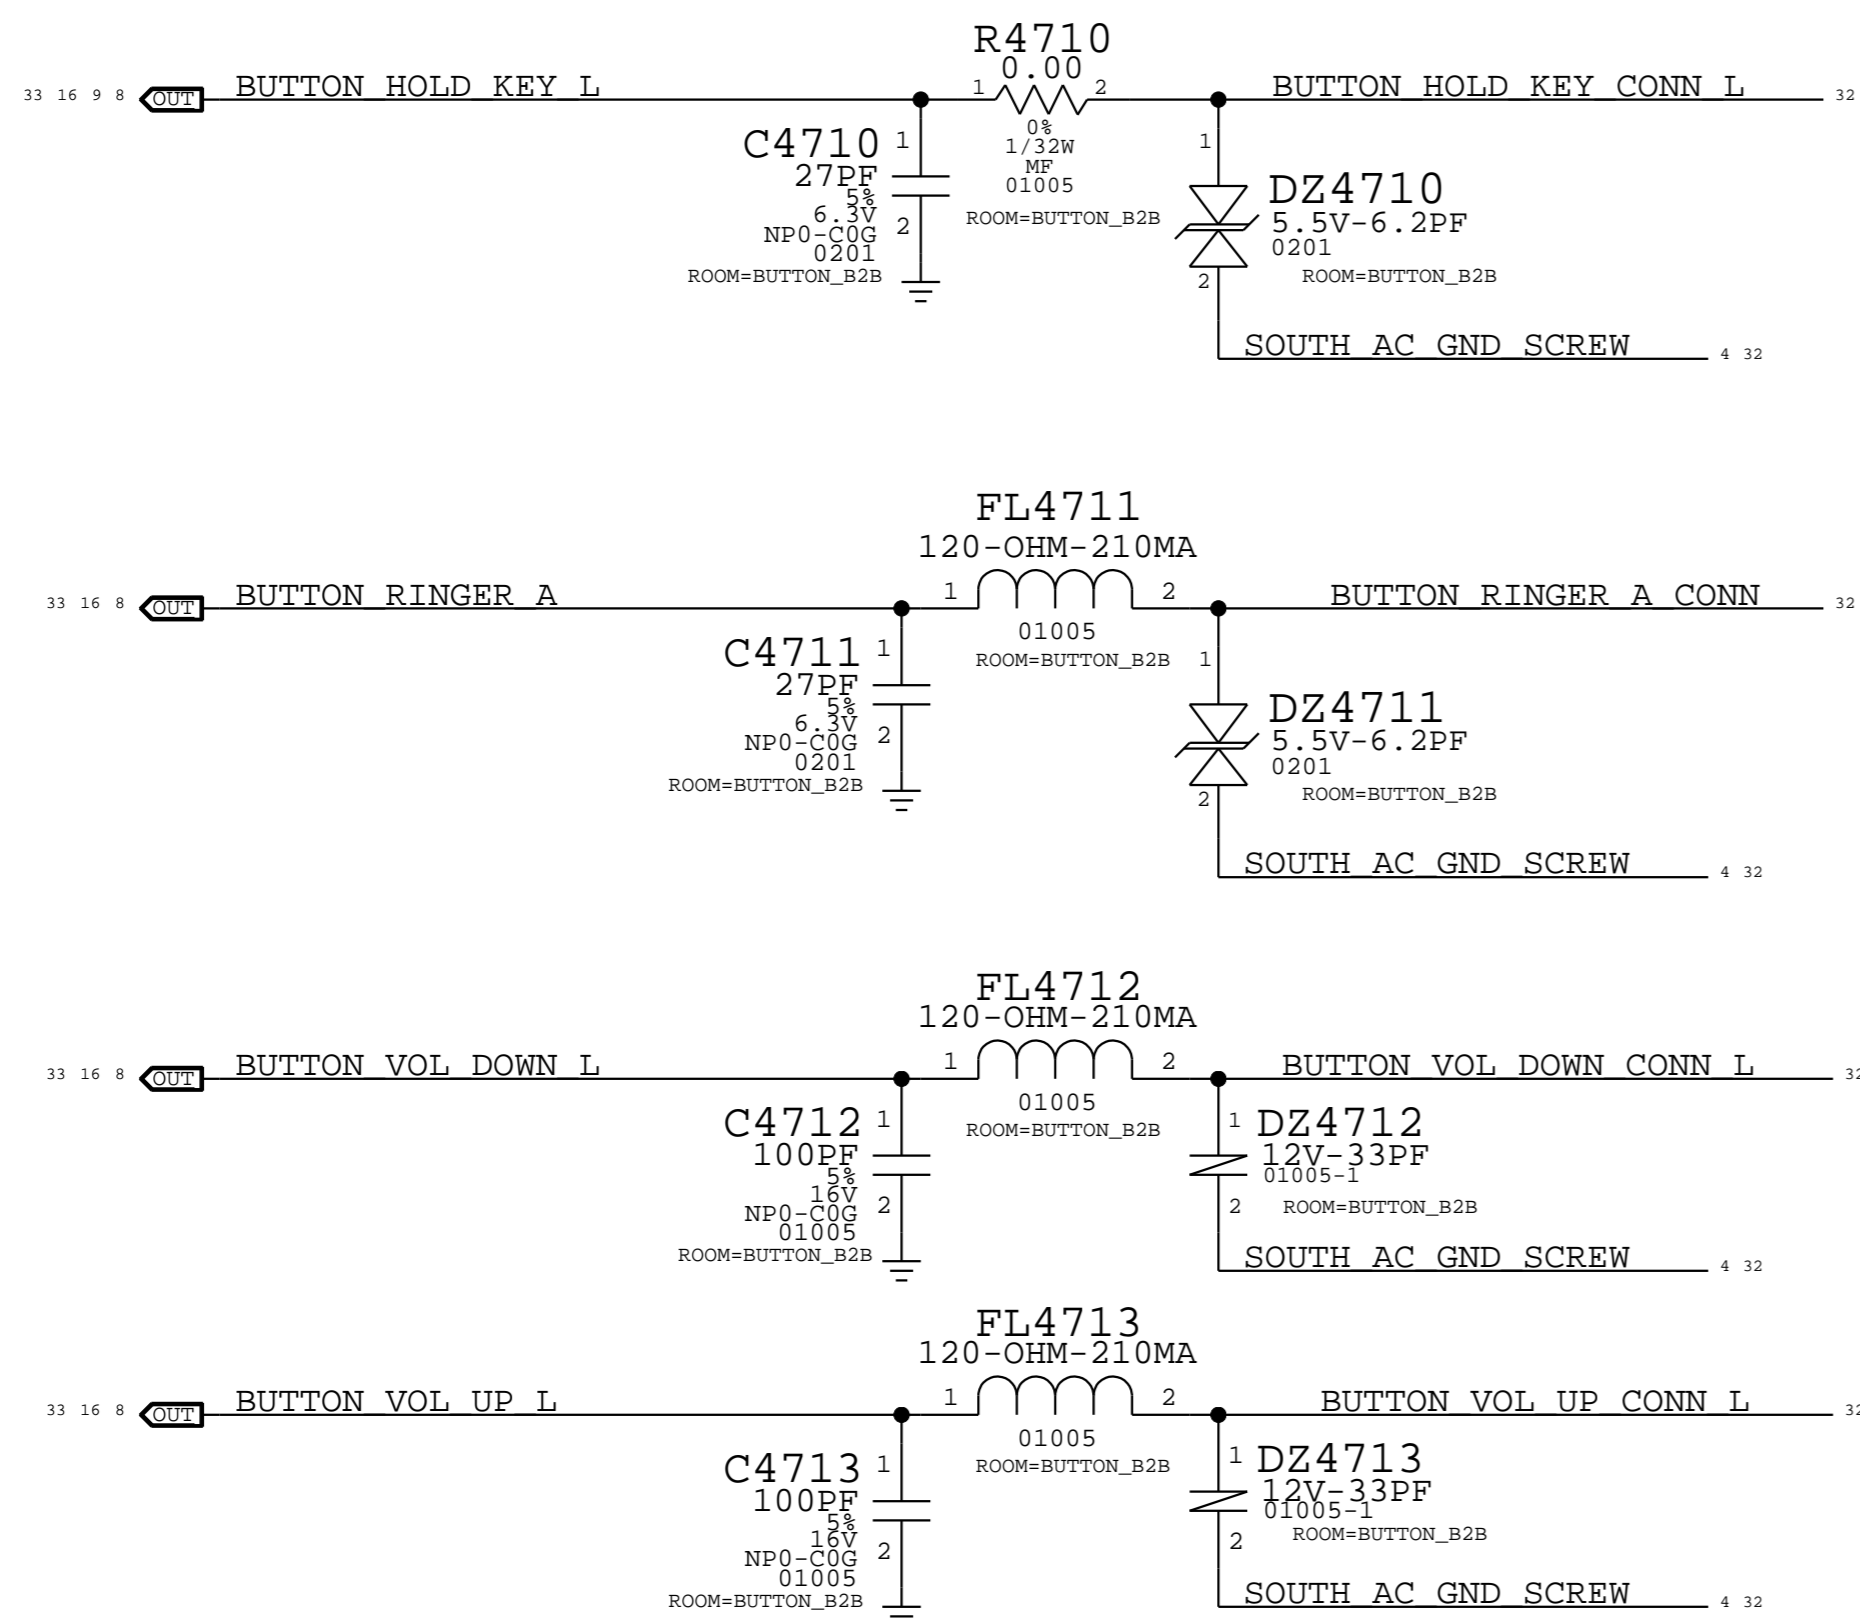 R4710
0.00
33 16 9 8 OUT BUTTON_HOLD_KEY_L 1 2 BUTTON_HOLD_KEY_CONN_L 32
0%
1/32W
MF
01005
ROOM=BUTTON_B2B
C4710 1
27PF
5%
6.3V
NP0-C0G 2
0201
ROOM=BUTTON_B2B
1
DZ4710
5.5V-6.2PF
0201
ROOM=BUTTON_B2B
2
SOUTH_AC_GND_SCREW 4 32
FL4711
120-OHM-210MA
33 16 8 OUT BUTTON_RINGER_A 1 2 BUTTON_RINGER_A_CONN 32
01005
ROOM=BUTTON_B2B
C4711 1
27PF
5%
6.3V
NP0-C0G 2
0201
ROOM=BUTTON_B2B
1
DZ4711
5.5V-6.2PF
0201
ROOM=BUTTON_B2B
2
SOUTH_AC_GND_SCREW 4 32
FL4712
120-OHM-210MA
33 16 8 OUT BUTTON_VOL_DOWN_L 1 2 BUTTON_VOL_DOWN_CONN_L 32
01005
ROOM=BUTTON_B2B
C4712 1
100PF
5%
16V
NP0-C0G 2
01005
ROOM=BUTTON_B2B
1 DZ4712
12V-33PF
01005-1
2 ROOM=BUTTON_B2B
SOUTH_AC_GND_SCREW 4 32
FL4713
120-OHM-210MA
33 16 8 OUT BUTTON_VOL_UP_L 1 2 BUTTON_VOL_UP_CONN_L 32
01005
ROOM=BUTTON_B2B
C4713 1
100PF
5%
16V
NP0-C0G 2
01005
ROOM=BUTTON_B2B
1 DZ4713
12V-33PF
01005-1
ROOM=BUTTON_B2B
2
SOUTH_AC_GND_SCREW 4 32